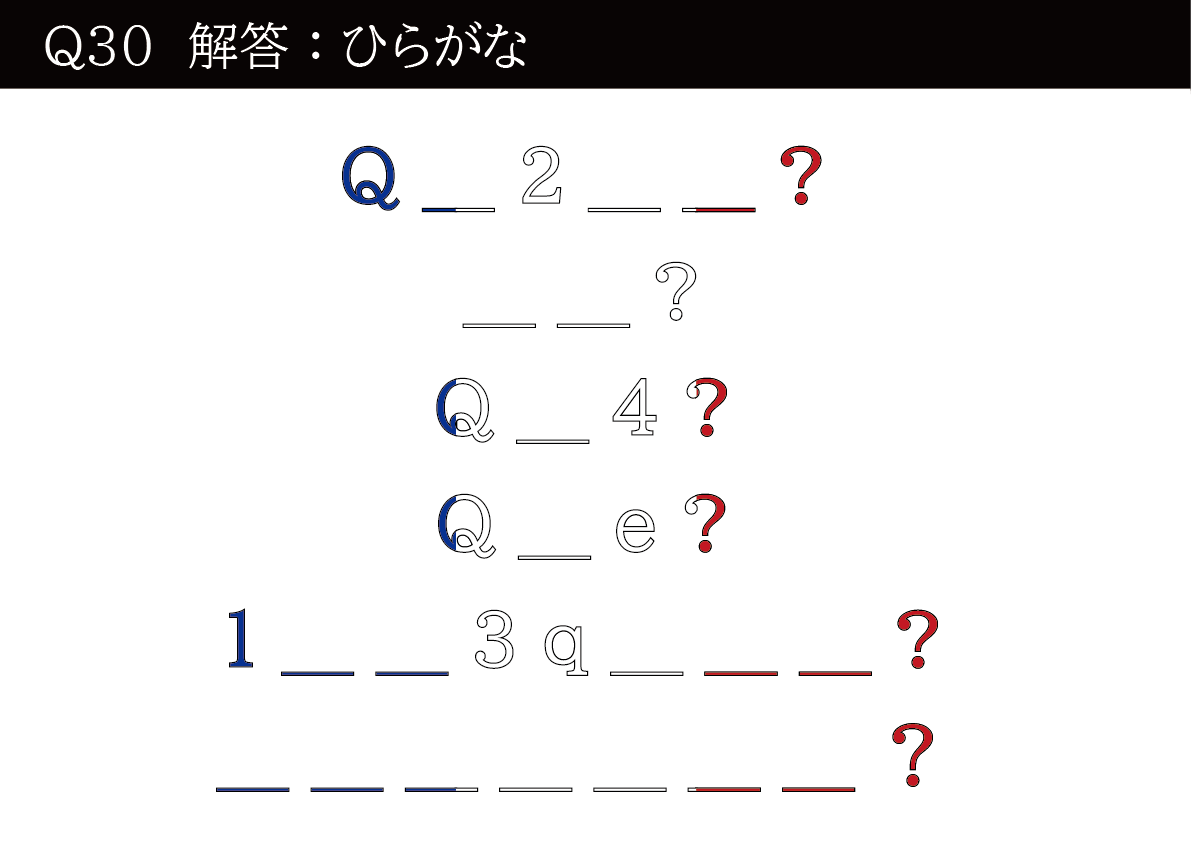 Q30 解答：ひらがな
Q _ 2 _ _ ?
_ _ ?
Q _ 4 ?
Q _ e ?
1 _ _ 3 q _ _ _ ?
_ _ _ _ _ _ _ ?